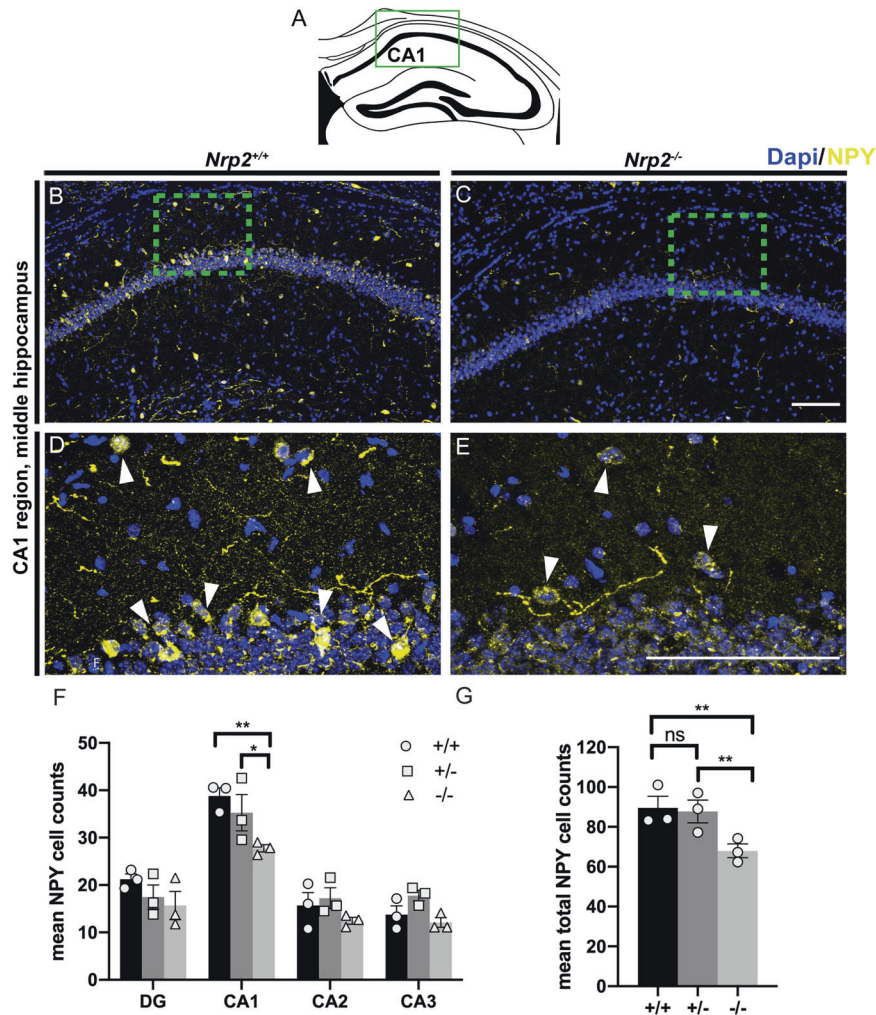 A
CA1
Nrp2+/+
Nrp2-/-
Dapi/NPY
CA1 region, middle hippocampus
B
C
D
E
F
F
mean NPY cell counts
50
40
30
20
10
0
**
*
+/+
+/-
-/-
DG
CA1
CA2
CA3
G
mean total NPY cell counts
120
100
80
60
40
20
0
**
ns
**
+/+
+/-
-/-